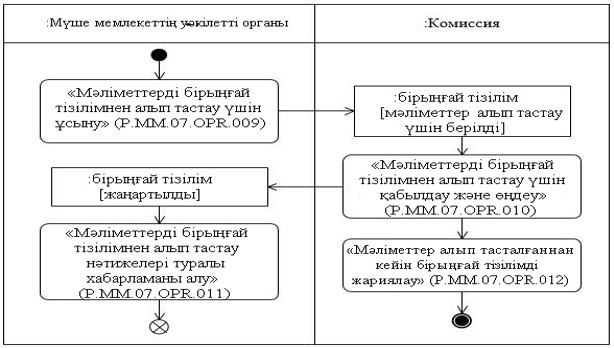 :Мүше мемлекеттің уәкілетті органы
:Комиссия
«Мәліметтерді бірыңғай
тізілімнен алып тастау үшін
ұсыну» (P.MM.07.OPR.009)
:бірыңғай тізілім
[мәліметтер алып тастау
үшін берілді]
«Мәліметтерді бірыңғай
тізілімнен алып тастау үшін
қабылдау және өңдеу»
(P.MM.07.OPR.010)
:бірыңғай тізілім
[жаңартылды]
«Мәліметтерді бірыңғай
тізілімнен алып тастау
нәтижелері туралы
хабарламаны алу»
(P.MM.07.OPR.011)
«Мәліметтер алып тасталғаннан
кейін бірыңғай тізілімді
жариялау» (P.MM.07.OPR.012)